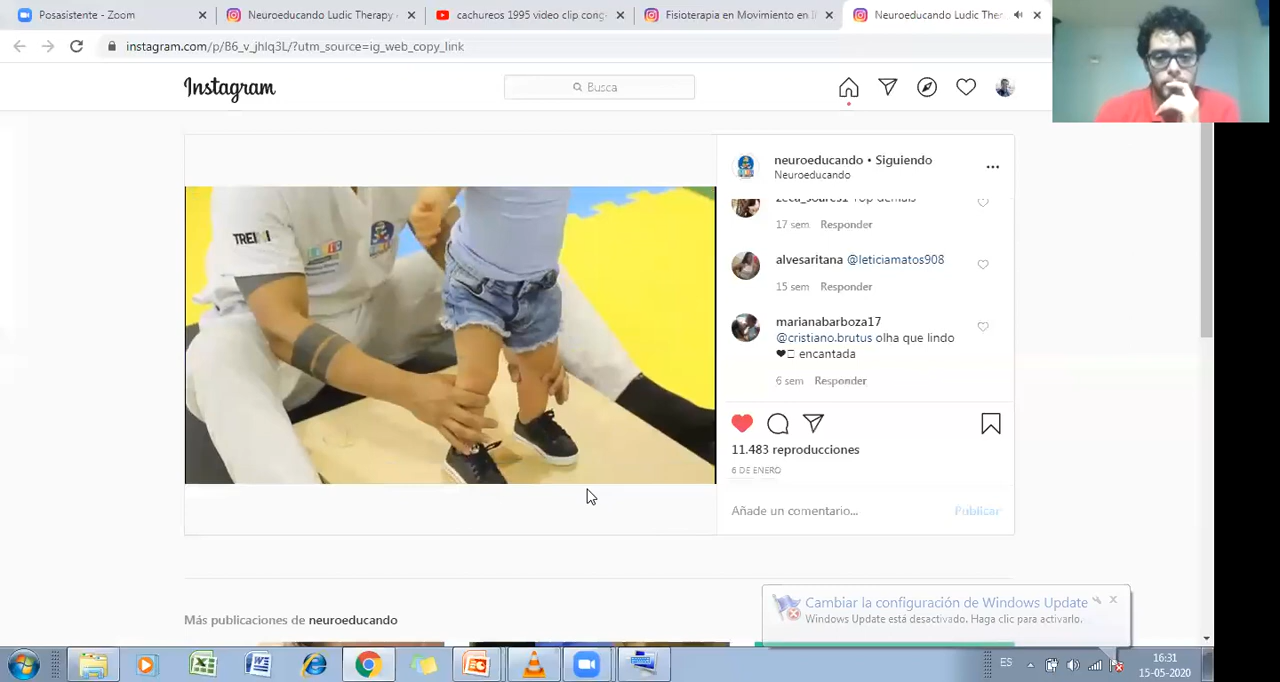 Posasistente - Zoom
Neuroeducando Ludic Therapy
cachureos 1995 video clip con
Fisioterapia en Movimiento en I
Neuroeducando Ludic Ther
instagram.com/p/B6_v_jhlq3L/?utm_source=ig_web_copy_link
Instagram
Busca
neuroeducando • Siguiendo
Neuroeducando
zeca_soares1 Top demais
17 sem Responder
alvesaritana @leticiamatos908
15 sem Responder
marianabarboza17
@cristiano.brutus olha que lindo
❤ encantada
6 sem Responder
11.483 reproducciones
6 DE ENERO
Añade un comentario... Publicar
Más publicaciones de neuroeducando
Cambiar la configuración de Windows Update
Windows Update está desactivado. Haga clic para activarlo.
ES
16:31
15-05-2020